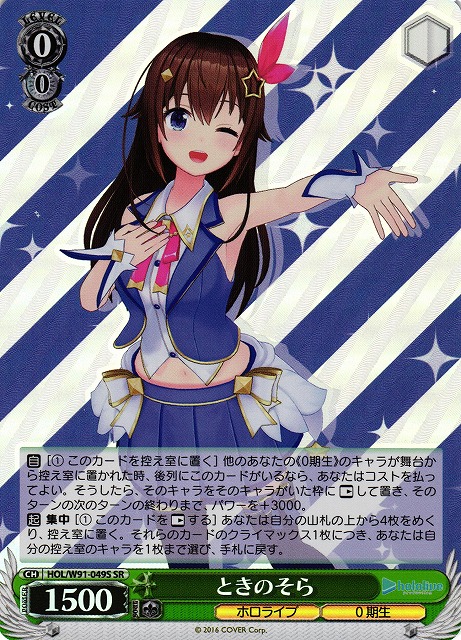 LEVEL
0
0
COST
自 [① このカードを控え室に置く] 他のあなたの《0期生》のキャラが舞台か
ら控え室に置かれた時、後列にこのカードがいるなら、あなたはコストを払っ
てよい。そうしたら、そのキャラをそのキャラがいた枠に して置き、その
ターンの次のターンの終わりまで、パワーを+3000。
起 集中 [① このカードを する] あなたは自分の山札の上から4枚をめく
り、控え室に置く。それらのカードのクライマックス1枚につき、あなたは自
分の控え室のキャラを1枚まで選び、手札に戻す。
CH HOL/W91-049S SR
POWER
1500
ときのそら
hololive
ホロライブ
0期生
© 2016 COVER Corp.